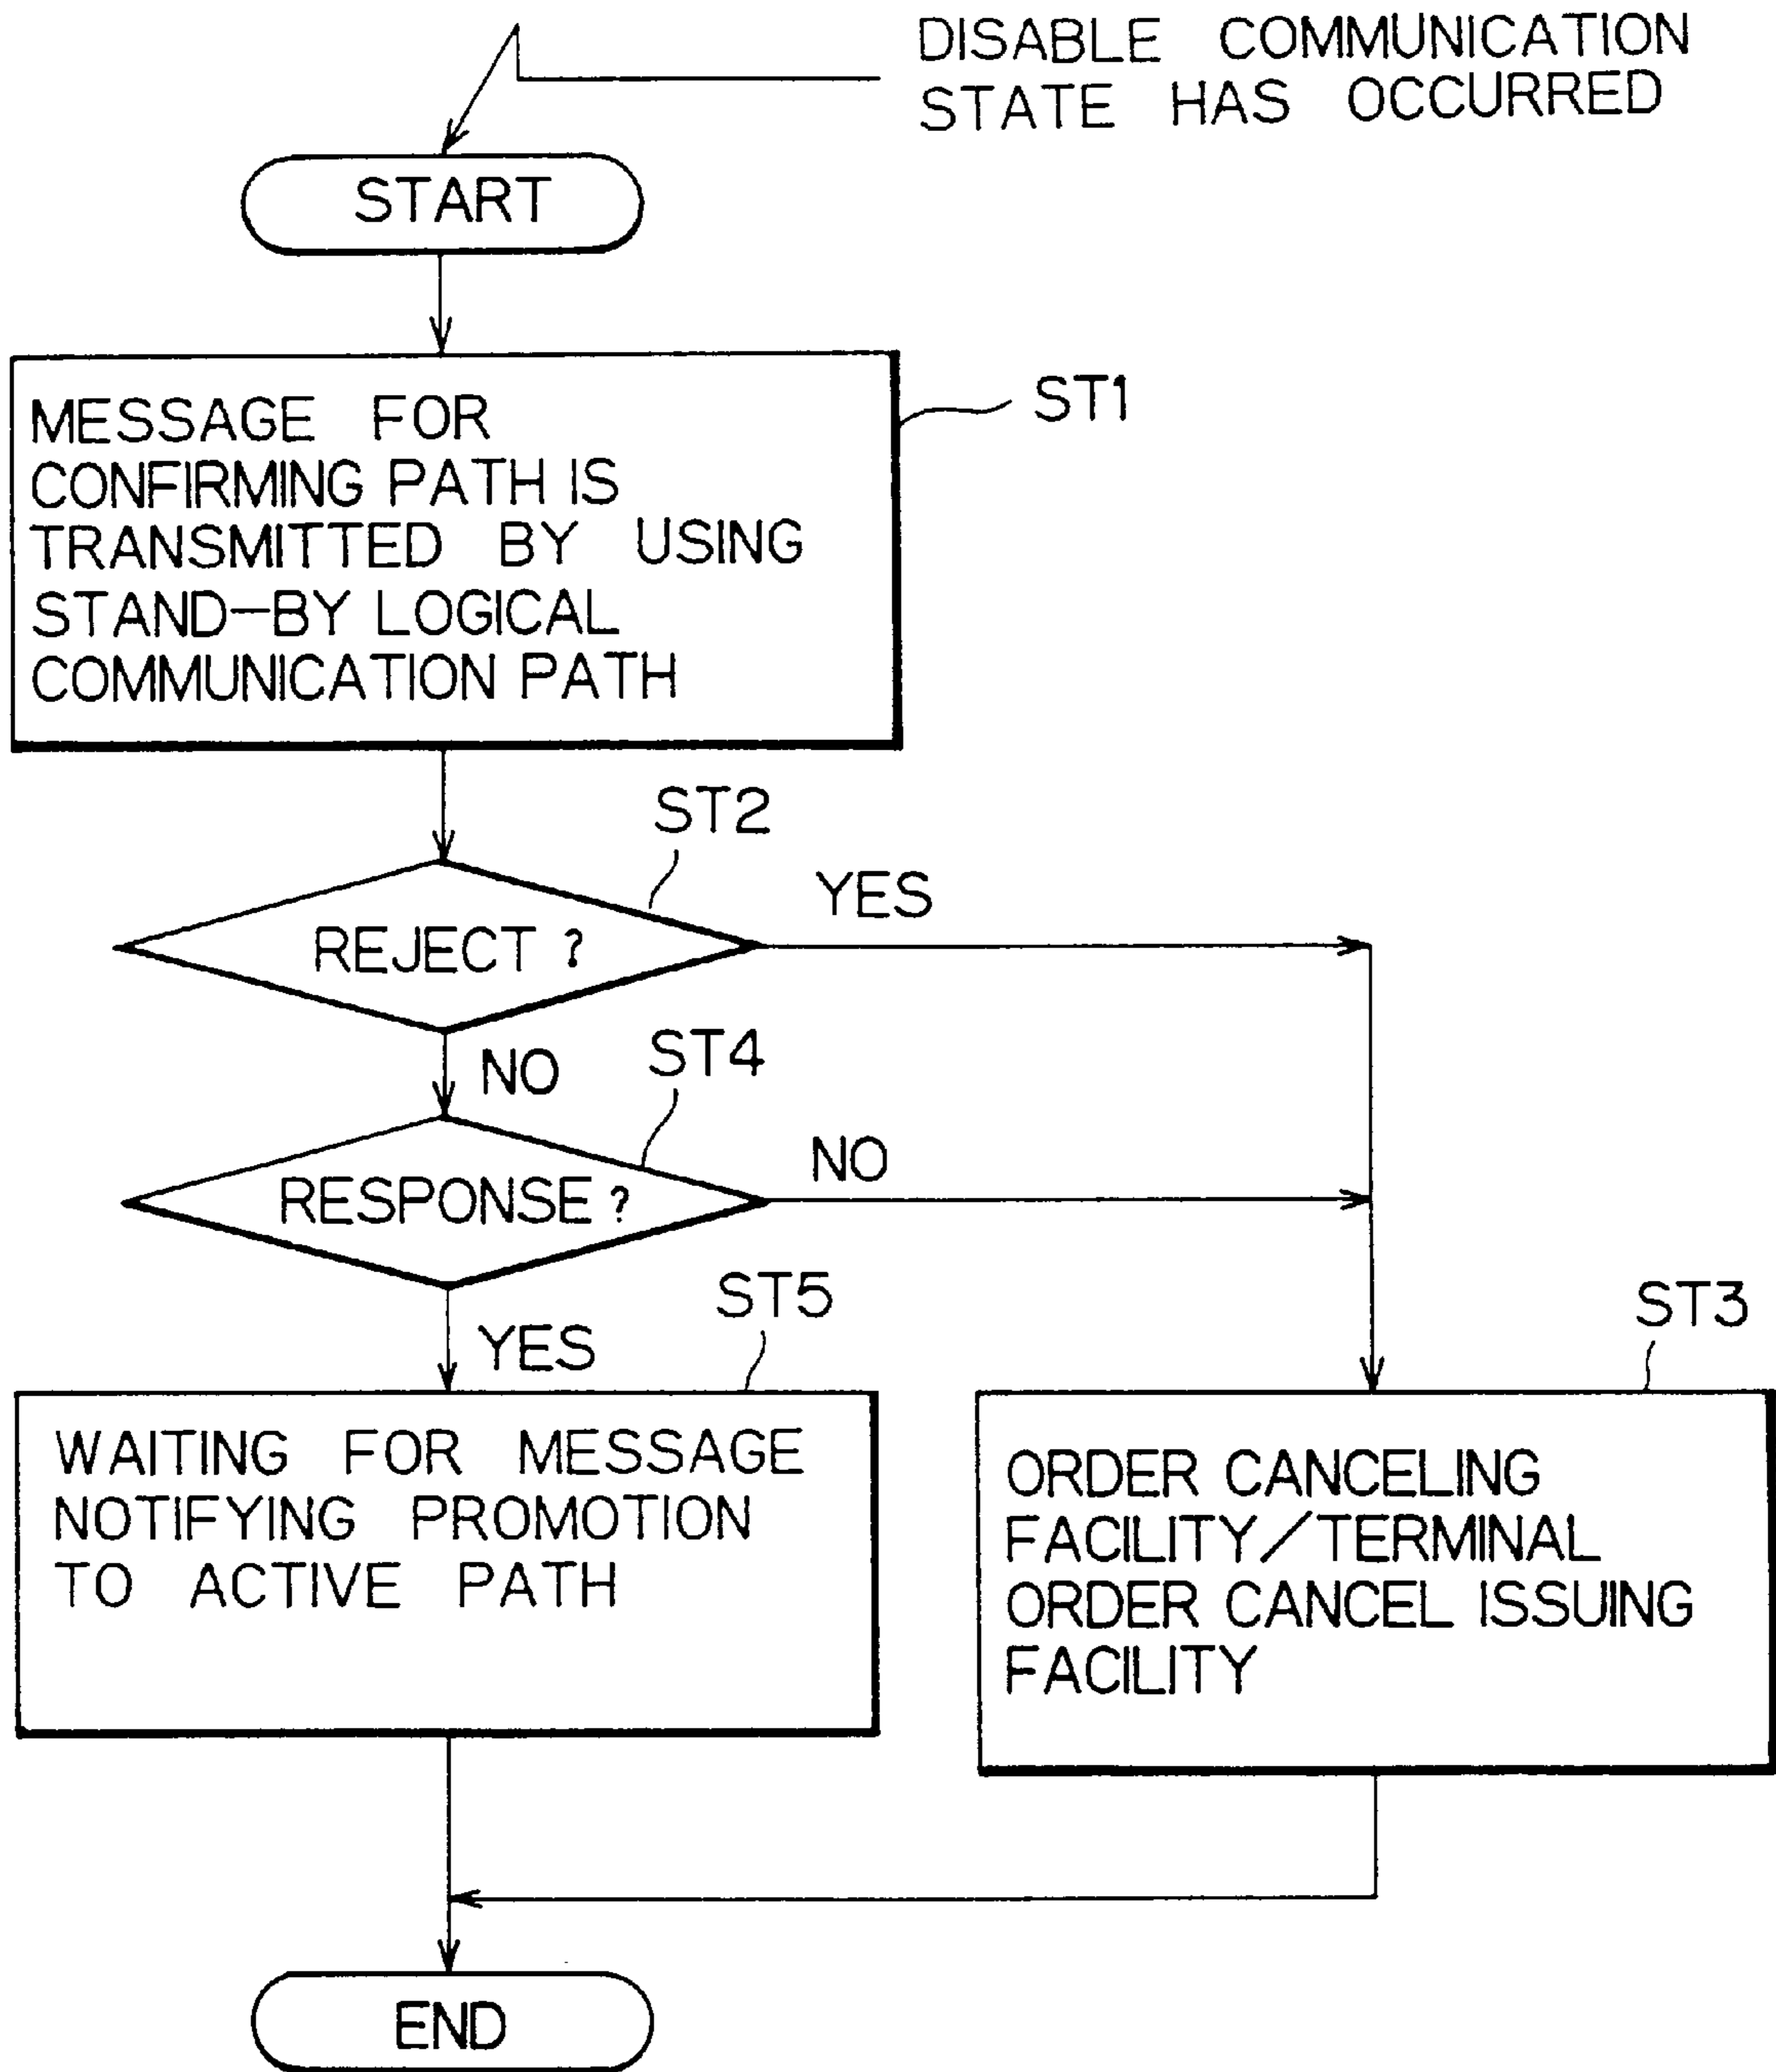 DISABLE COMMUNICATION
STATE HAS OCCURRED
START
MESSAGE FOR
CONFIRMING PATH IS
TRANSMITTED BY USING
STAND-BY LOGICAL
COMMUNICATION PATH
ST1
ST2
YES
REJECT ?
NO
ST4
NO
RESPONSE ?
YES
ST5
ST3
WAITING FOR MESSAGE
NOTIFYING PROMOTION
TO ACTIVE PATH
ORDER CANCELING
FACILITY/TERMINAL
ORDER CANCEL ISSUING
FACILITY
END